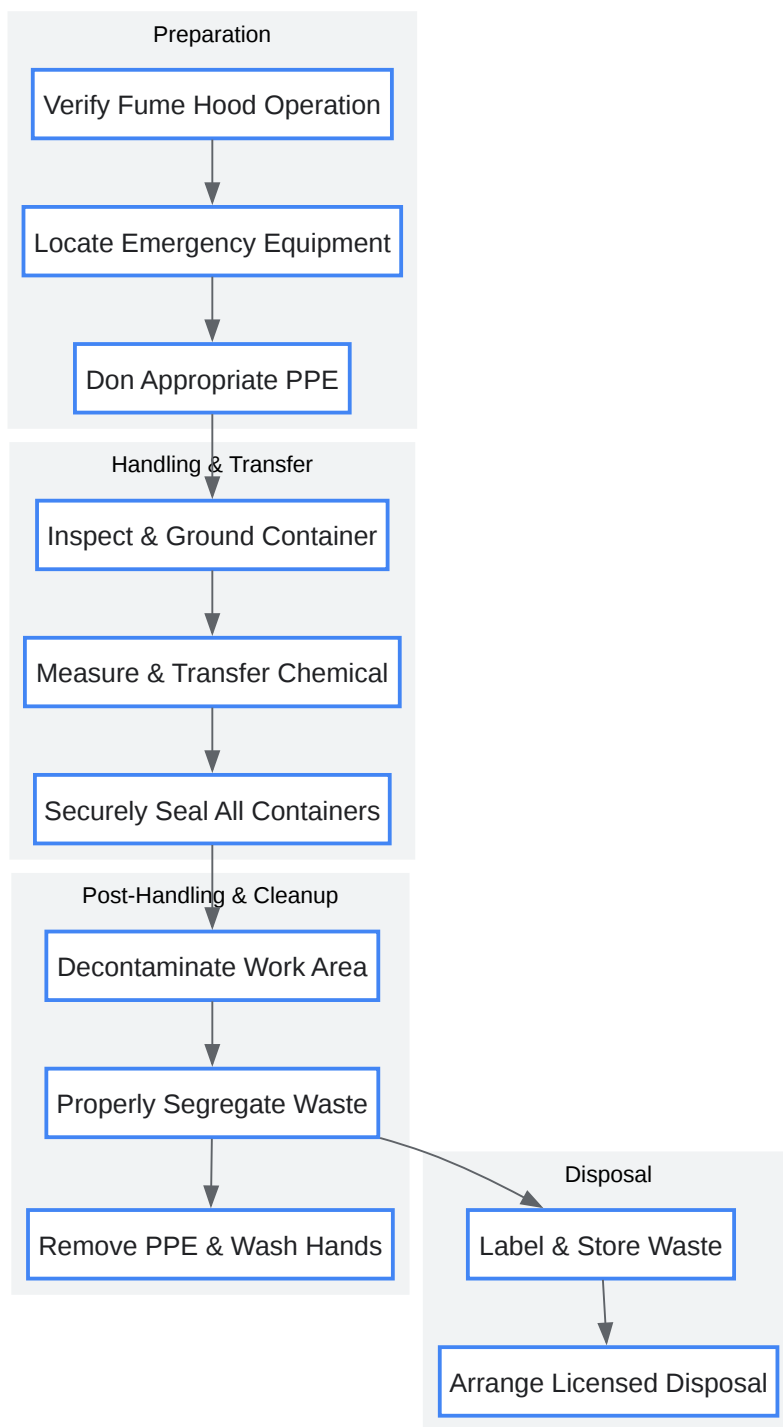 Preparation
Verify Fume Hood Operation
Locate Emergency Equipment
Don Appropriate PPE
Handling & Transfer
Inspect & Ground Container
Measure & Transfer Chemical
Securely Seal All Containers
Post-Handling & Cleanup
Decontaminate Work Area
Properly Segregate Waste
Remove PPE & Wash Hands
Disposal
Label & Store Waste
Arrange Licensed Disposal